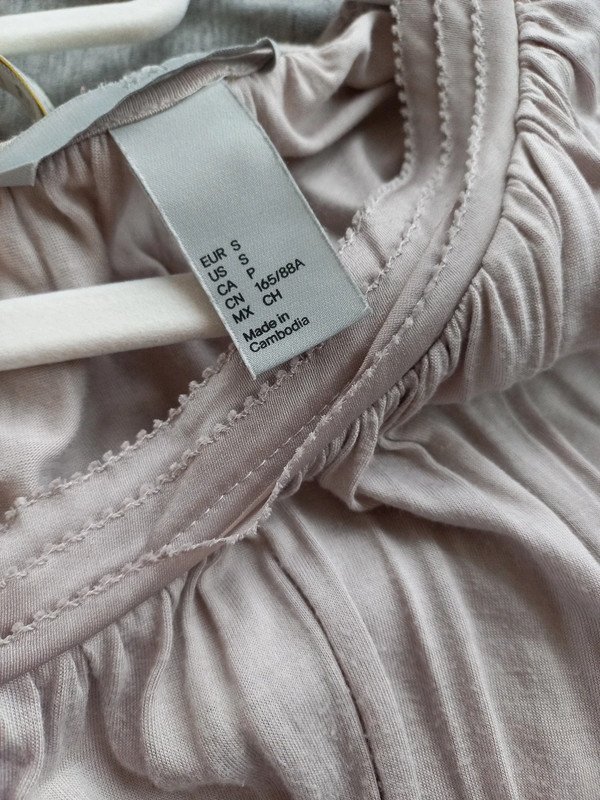 EUR S
US S
CA P
CN 165/88A
MX CH
Made in
Cambodia